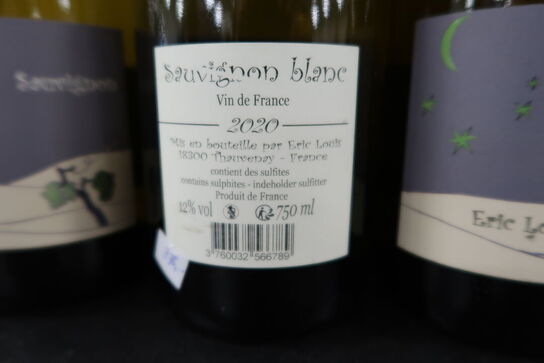 Sauvignon
Sauvignon blanc
Vin de France
2020
Mis en bouteille par Eric Louis
18300 Thauvenay - France
contient des sulfites
contains sulphites - indeholder sulfitter
Produit de France
12% vol 750 ml
3 760032 566789
Eric Lo